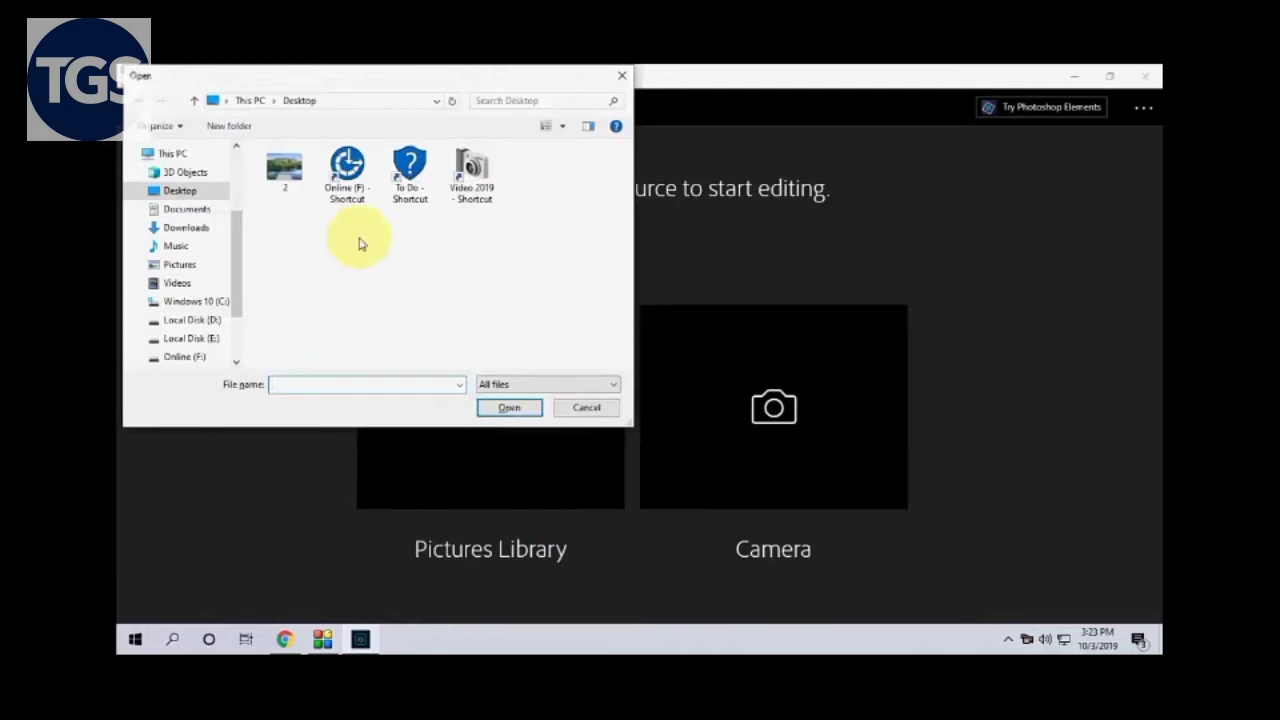 TGS
Open
This PC
Desktop
Search Desktop
Try Photoshop Elements
Organize
New folder
This PC
3D Objects
Desktop
Documents
Downloads
Music
Pictures
Videos
Windows 10 (C:)
Local Disk (D:)
Local Disk (E:)
Online (F:)
2
Online (F) -
Shortcut
To Do -
Shortcut
Video 2019
- Shortcut
urce to start editing.
File name:
All files
Open
Cancel
Pictures Library
Camera
3:23 PM
10/3/2019
3